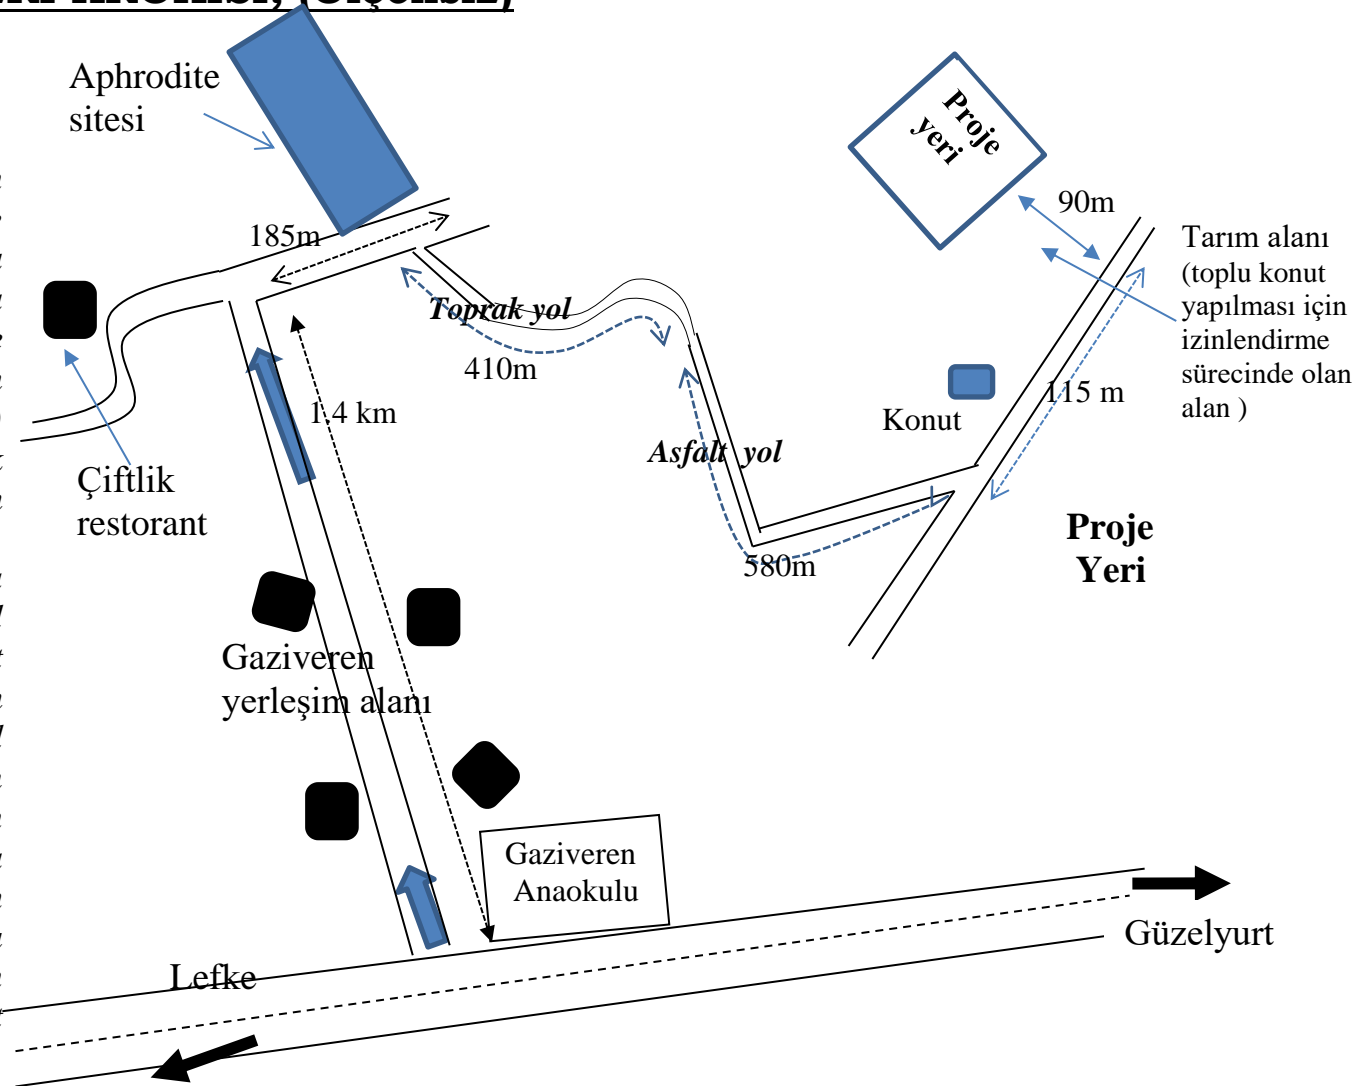 (Ölçeksiz)
Aphrodite
sitesi
Proje
yeri
90m
185m
Tarım alanı
(toplu konut
yapılması için
izinlendirme
sürecinde olan
alan )
Toprak yol
410m
1.4 km
115 m
Konut
Asfalt yol
Çiftlik
restorant
Proje
Yeri
580m
Gaziveren
yerleşim alanı
Gaziveren
Anaokulu
Güzelyurt
Lefke